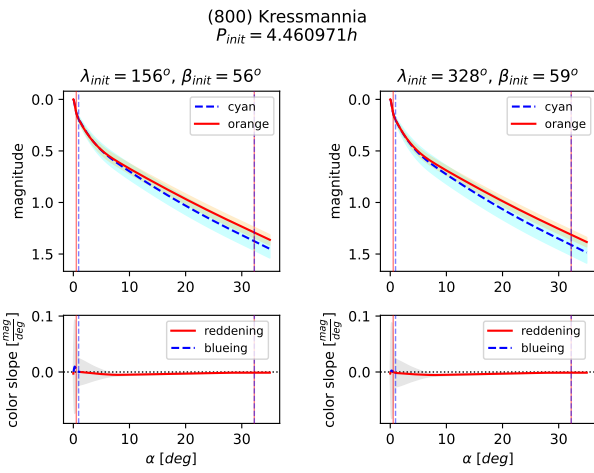 (800) Kressmannia
P_init = 4.460971h
λ_init = 156°, β_init = 56°
cyan
orange
0.0
0.5
1.0
1.5
magnitude
0 10 20 30
λ_init = 328°, β_init = 59°
cyan
orange
0.0
0.5
1.0
1.5
magnitude
0 10 20 30
reddening
blueing
0.1
0.0
color slope [mag/deg]
0 10 20 30
α [deg]
reddening
blueing
0.1
0.0
color slope [mag/deg]
0 10 20 30
α [deg]